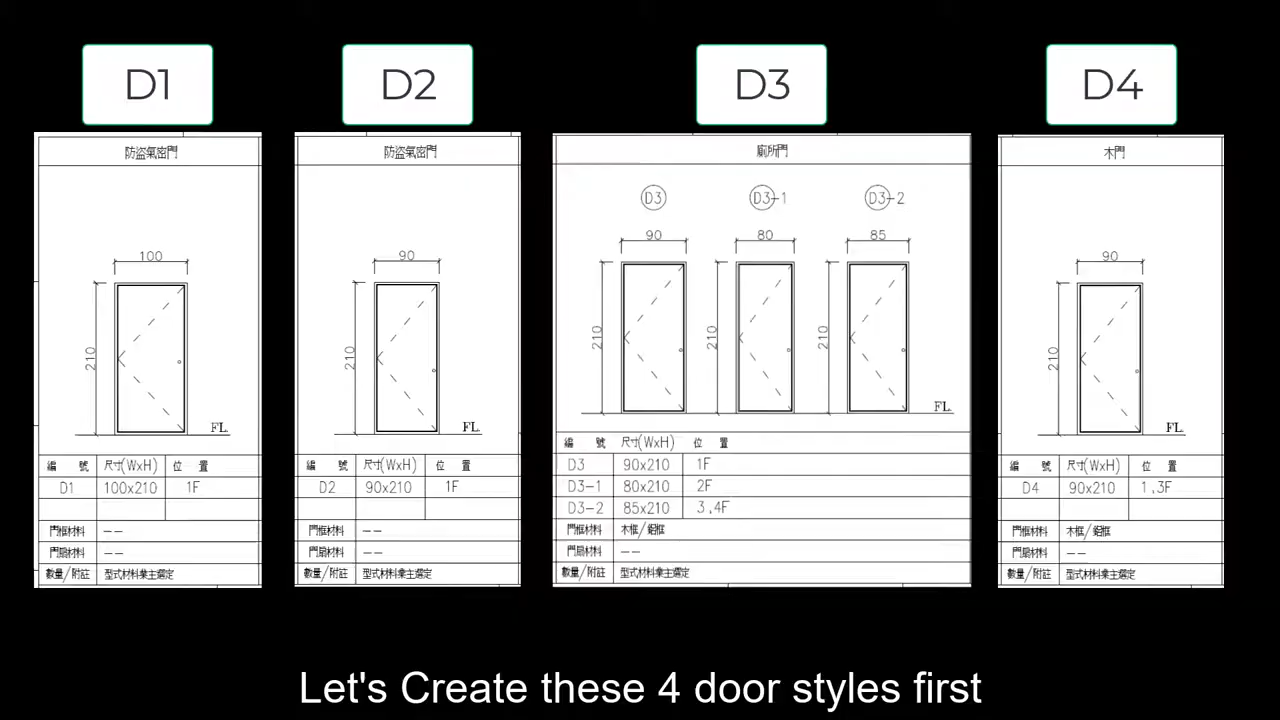 D1
D2
D3
D4
防盜氣密門
100
210
FL
編 號 尺寸(WxH) 位 置
D1 100x210 1F
門框材料 --
門扇材料 --
數量/附註 型式材料業主選定
防盜氣密門
90
210
FL
編 號 尺寸(WxH) 位 置
D2 90x210 1F
門框材料 --
門扇材料 --
數量/附註 型式材料業主選定
廁所門
D3 D3-1 D3-2
90 80 85
210 210 210
FL
編 號 尺寸(WxH) 位 置
D3 90x210 1F
D3-1 80x210 2F
D3-2 85x210 3,4F
門框材料 木框/鋁框
門扇材料 --
數量/附註 型式材料業主選定
木門
90
210
FL
編 號 尺寸(WxH) 位 置
D4 90x210 1,3F
門框材料 木框/鋁框
門扇材料 --
數量/附註 型式材料業主選定
Let's Create these 4 door styles first